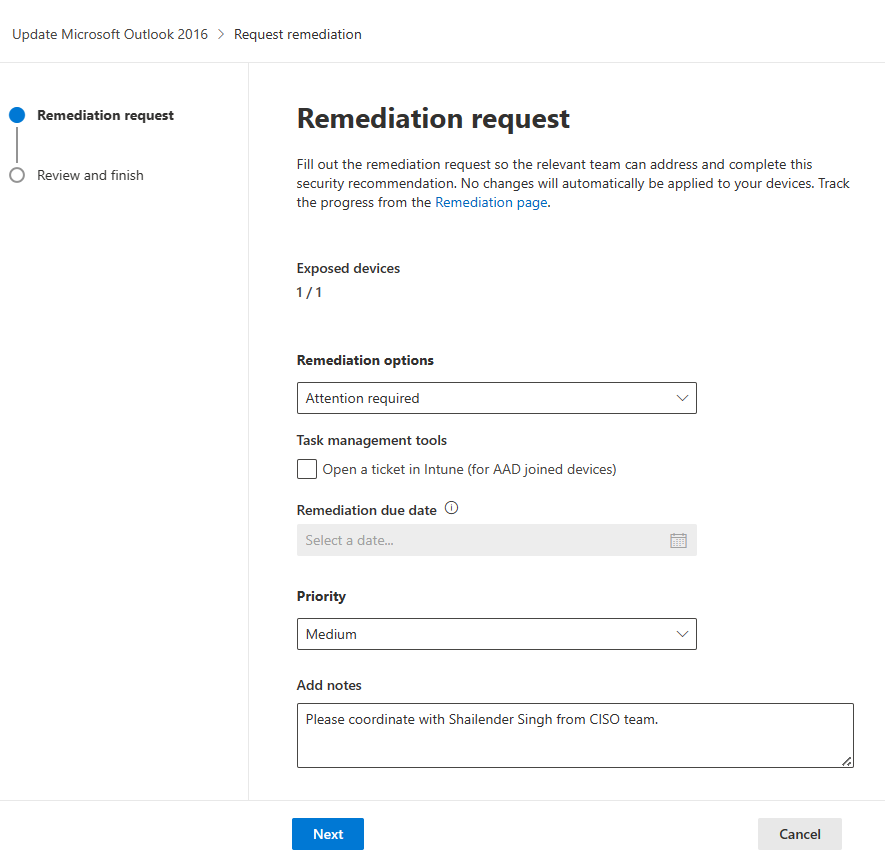 Update Microsoft Outlook 2016 > Request remediation
Remediation request
Review and finish
Remediation request
Fill out the remediation request so the relevant team can address and complete this
security recommendation. No changes will automatically be applied to your devices. Track
the progress from the Remediation page.
Exposed devices
1 / 1
Remediation options
Attention required
Task management tools
Open a ticket in Intune (for AAD joined devices)
Remediation due date
Select a date...
Priority
Medium
Add notes
Please coordinate with Shailender Singh from CISO team.
Next
Cancel